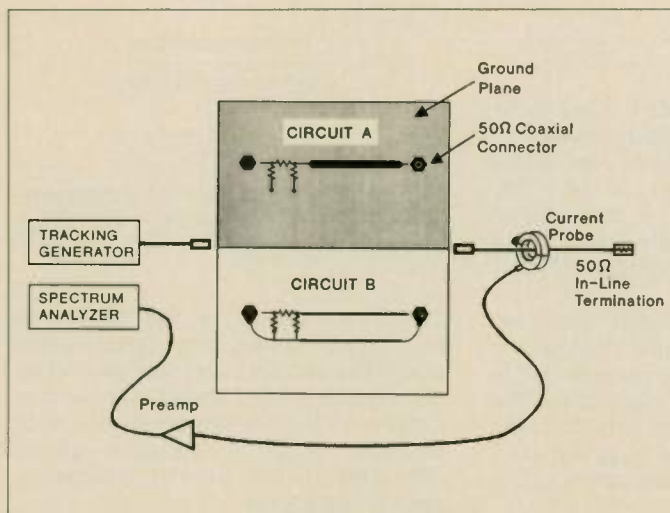 Ground
Plane
CIRCUIT A
50Ω Coaxial
Connector
TRACKING
GENERATOR
Current
Probe
50Ω
In-Line
Termination
CIRCUIT B
SPECTRUM
ANALYZER
Preamp